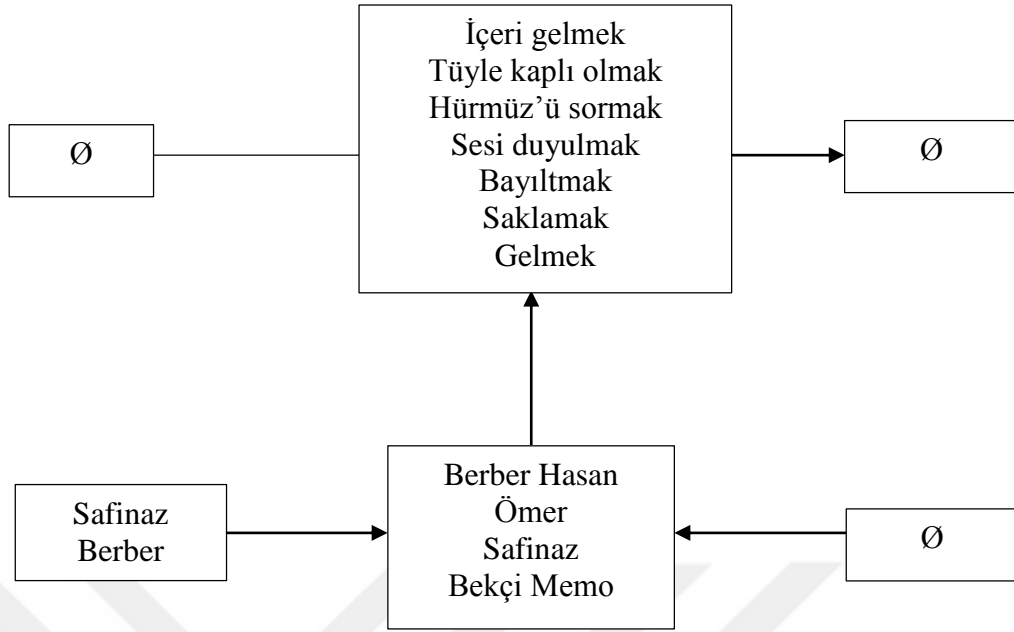 İçeri gelmek
Tüyle kaplı olmak
Hürmüz’ü sormak
Sesi duyulmak
Bayıltmak
Saklamak
Gelmek
Ø
Ø
Safinaz
Berber
Berber Hasan
Ömer
Safinaz
Bekçi Memo
Ø